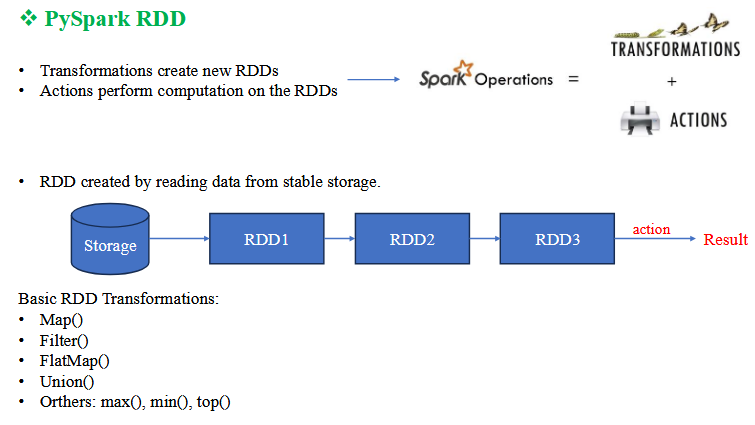 ❖ PySpark RDD
• Transformations create new RDDs
• Actions perform computation on the RDDs
Spark Operations =
TRANSFORMATIONS
+
ACTIONS
• RDD created by reading data from stable storage.
Storage
RDD1
RDD2
RDD3
action
Result
Basic RDD Transformations:
• Map()
• Filter()
• FlatMap()
• Union()
• Orthers: max(), min(), top()